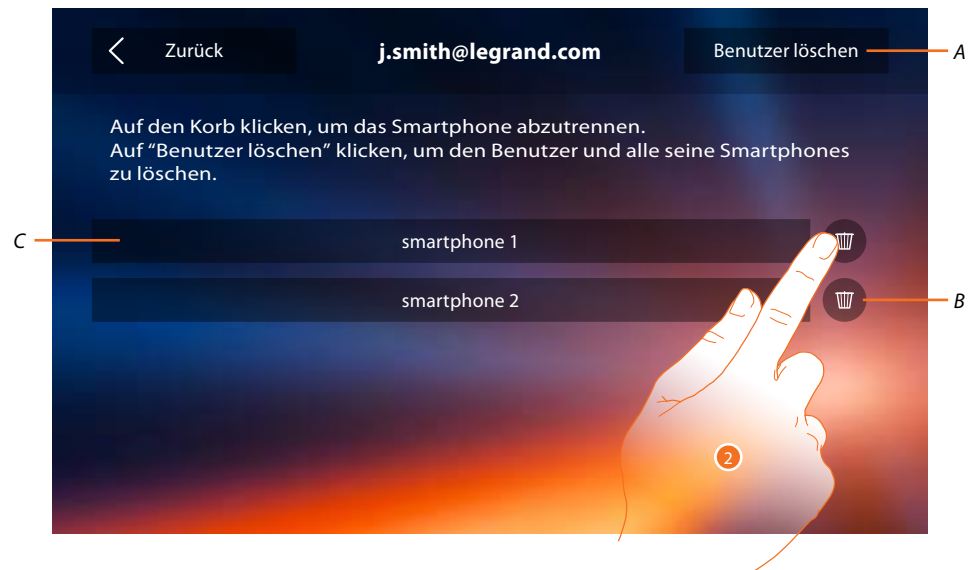 Zurück
j.smith@legrand.com
Benutzer löschen
A
Auf den Korb klicken, um das Smartphone abzutrennen.
Auf “Benutzer löschen” klicken, um den Benutzer und alle seine Smartphones
zu löschen.
C
smartphone 1
smartphone 2
B
2